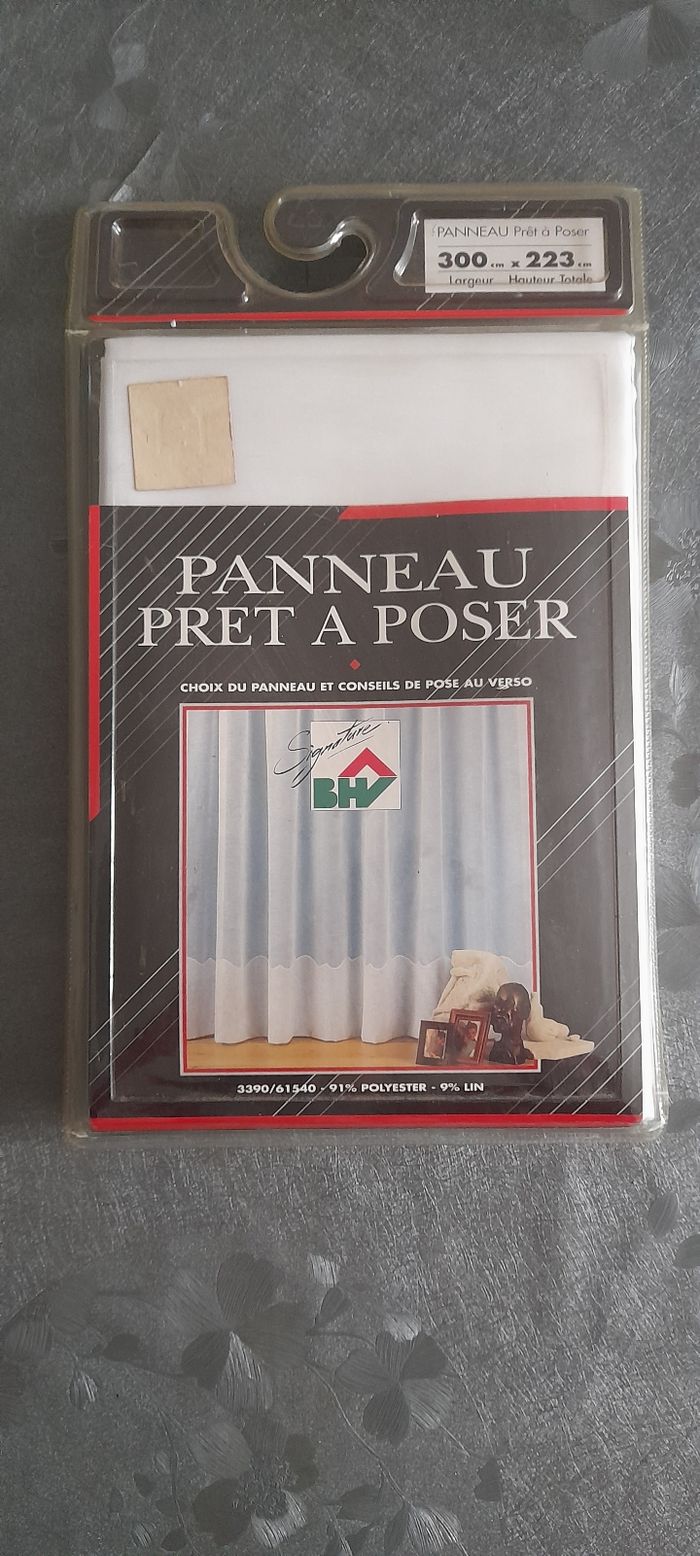 PANNEAU Prêt à Poser
300 cm x 223 cm
Largeur Hauteur Totale
PANNEAU
PRET A POSER
CHOIX DU PANNEAU ET CONSEILS DE POSE AU VERSO
Signature
BHV
3390/61540 - 91% POLYESTER - 9% LIN